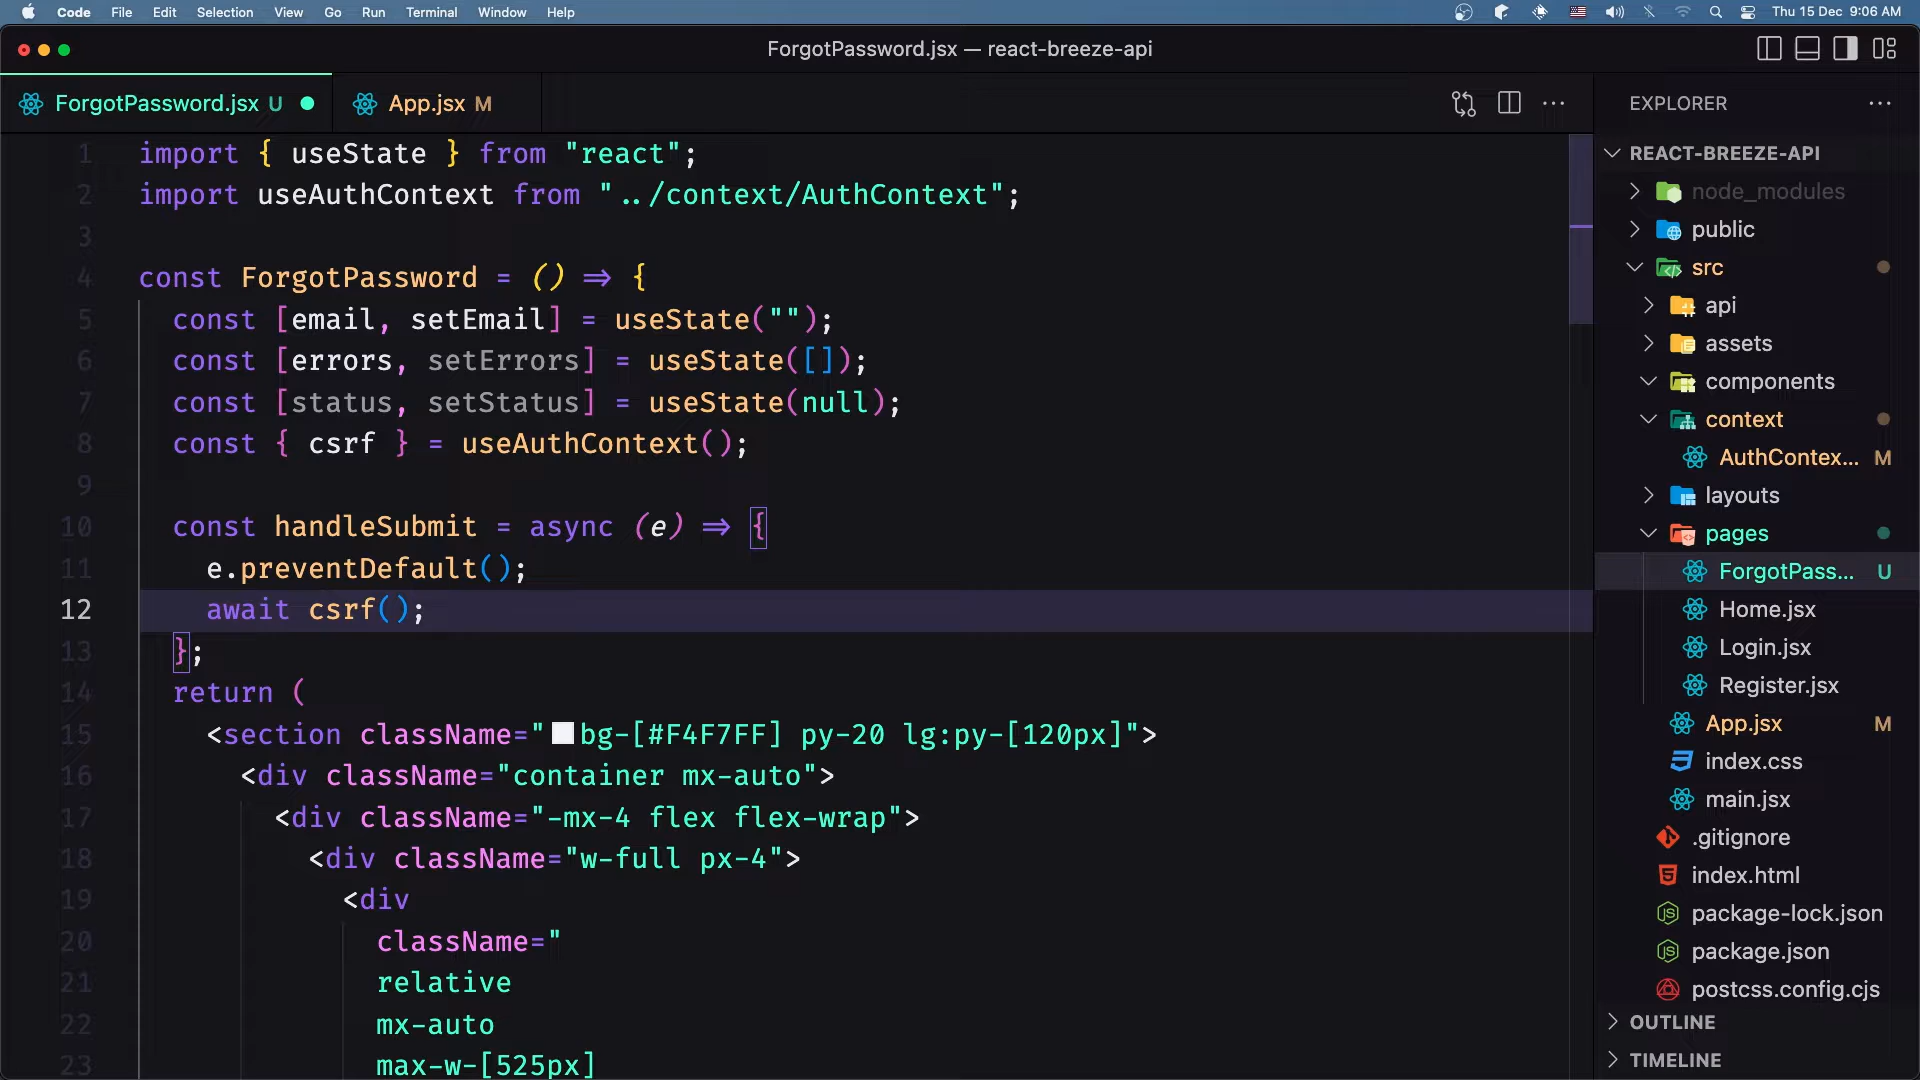 Code File Edit Selection View Go Run Terminal Window Help Thu 15 Dec 9:06 AM
ForgotPassword.jsx — react-breeze-api
ForgotPassword.jsx U App.jsx M
1 import { useState } from "react";
2 import useAuthContext from "../context/AuthContext";
3
4 const ForgotPassword = () => {
5 const [email, setEmail] = useState("");
6 const [errors, setErrors] = useState([]);
7 const [status, setStatus] = useState(null);
8 const { csrf } = useAuthContext();
9
10 const handleSubmit = async (e) => {
11 e.preventDefault();
12 await csrf();
13 };
14 return (
15 <section className="bg-[#F4F7FF] py-20 lg:py-[120px]">
16 <div className="container mx-auto">
17 <div className="-mx-4 flex flex-wrap">
18 <div className="w-full px-4">
19 <div
20 className="
21 relative
22 mx-auto
23 max-w-[525px]
EXPLORER
REACT-BREEZE-API
node_modules
public
src
api
assets
components
context
AuthContex... M
layouts
pages
ForgotPass... U
Home.jsx
Login.jsx
Register.jsx
App.jsx M
index.css
main.jsx
.gitignore
index.html
package-lock.json
package.json
postcss.config.cjs
OUTLINE
TIMELINE